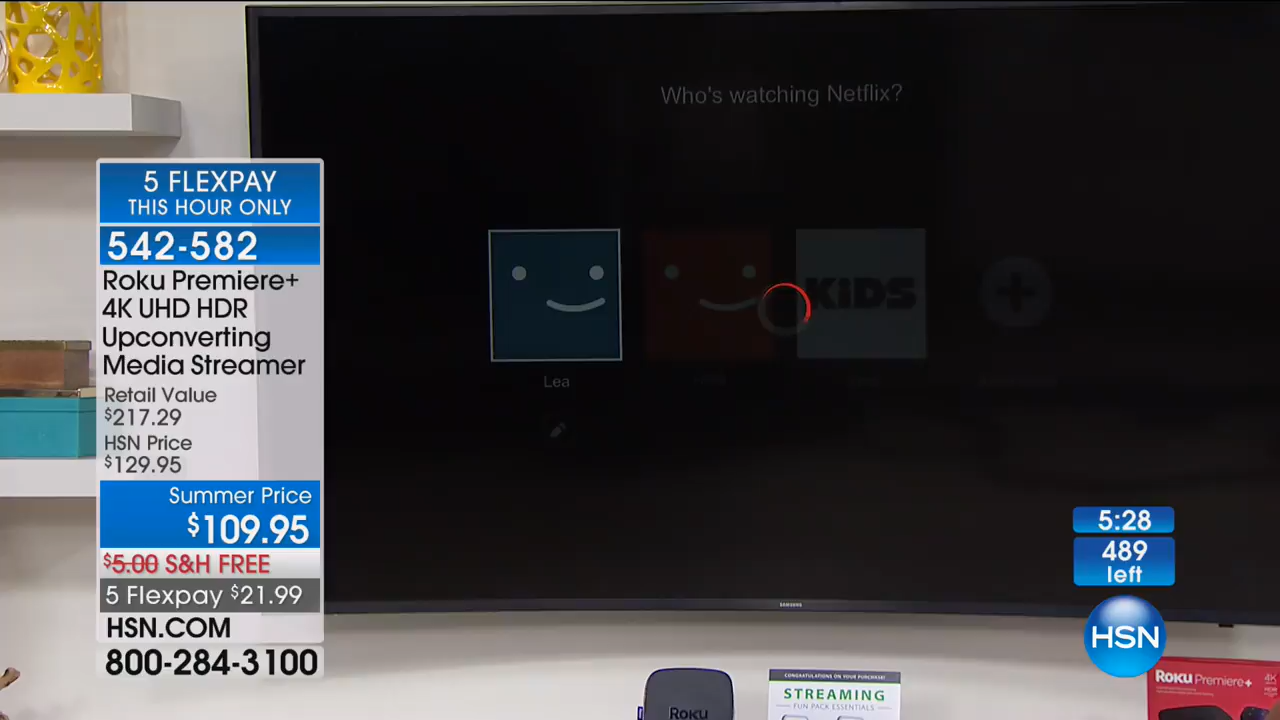 Who's watching Netflix?
5 FLEXPAY
THIS HOUR ONLY
542-582
Roku Premiere+
4K UHD HDR
Upconverting
Media Streamer
Retail Value
$217.29
HSN Price
$129.95
Summer Price
$109.95
$5.00 S&H FREE
5 Flexpay $21.99
HSN.COM
800-284-3100
KiDS
Lea
SAMSUNG
5:28
489
left
HSN
Roku
CONGRATULATIONS ON YOUR PURCHASE!
STREAMING
FUN PACK ESSENTIALS
Roku Premiere+
4K
HDR